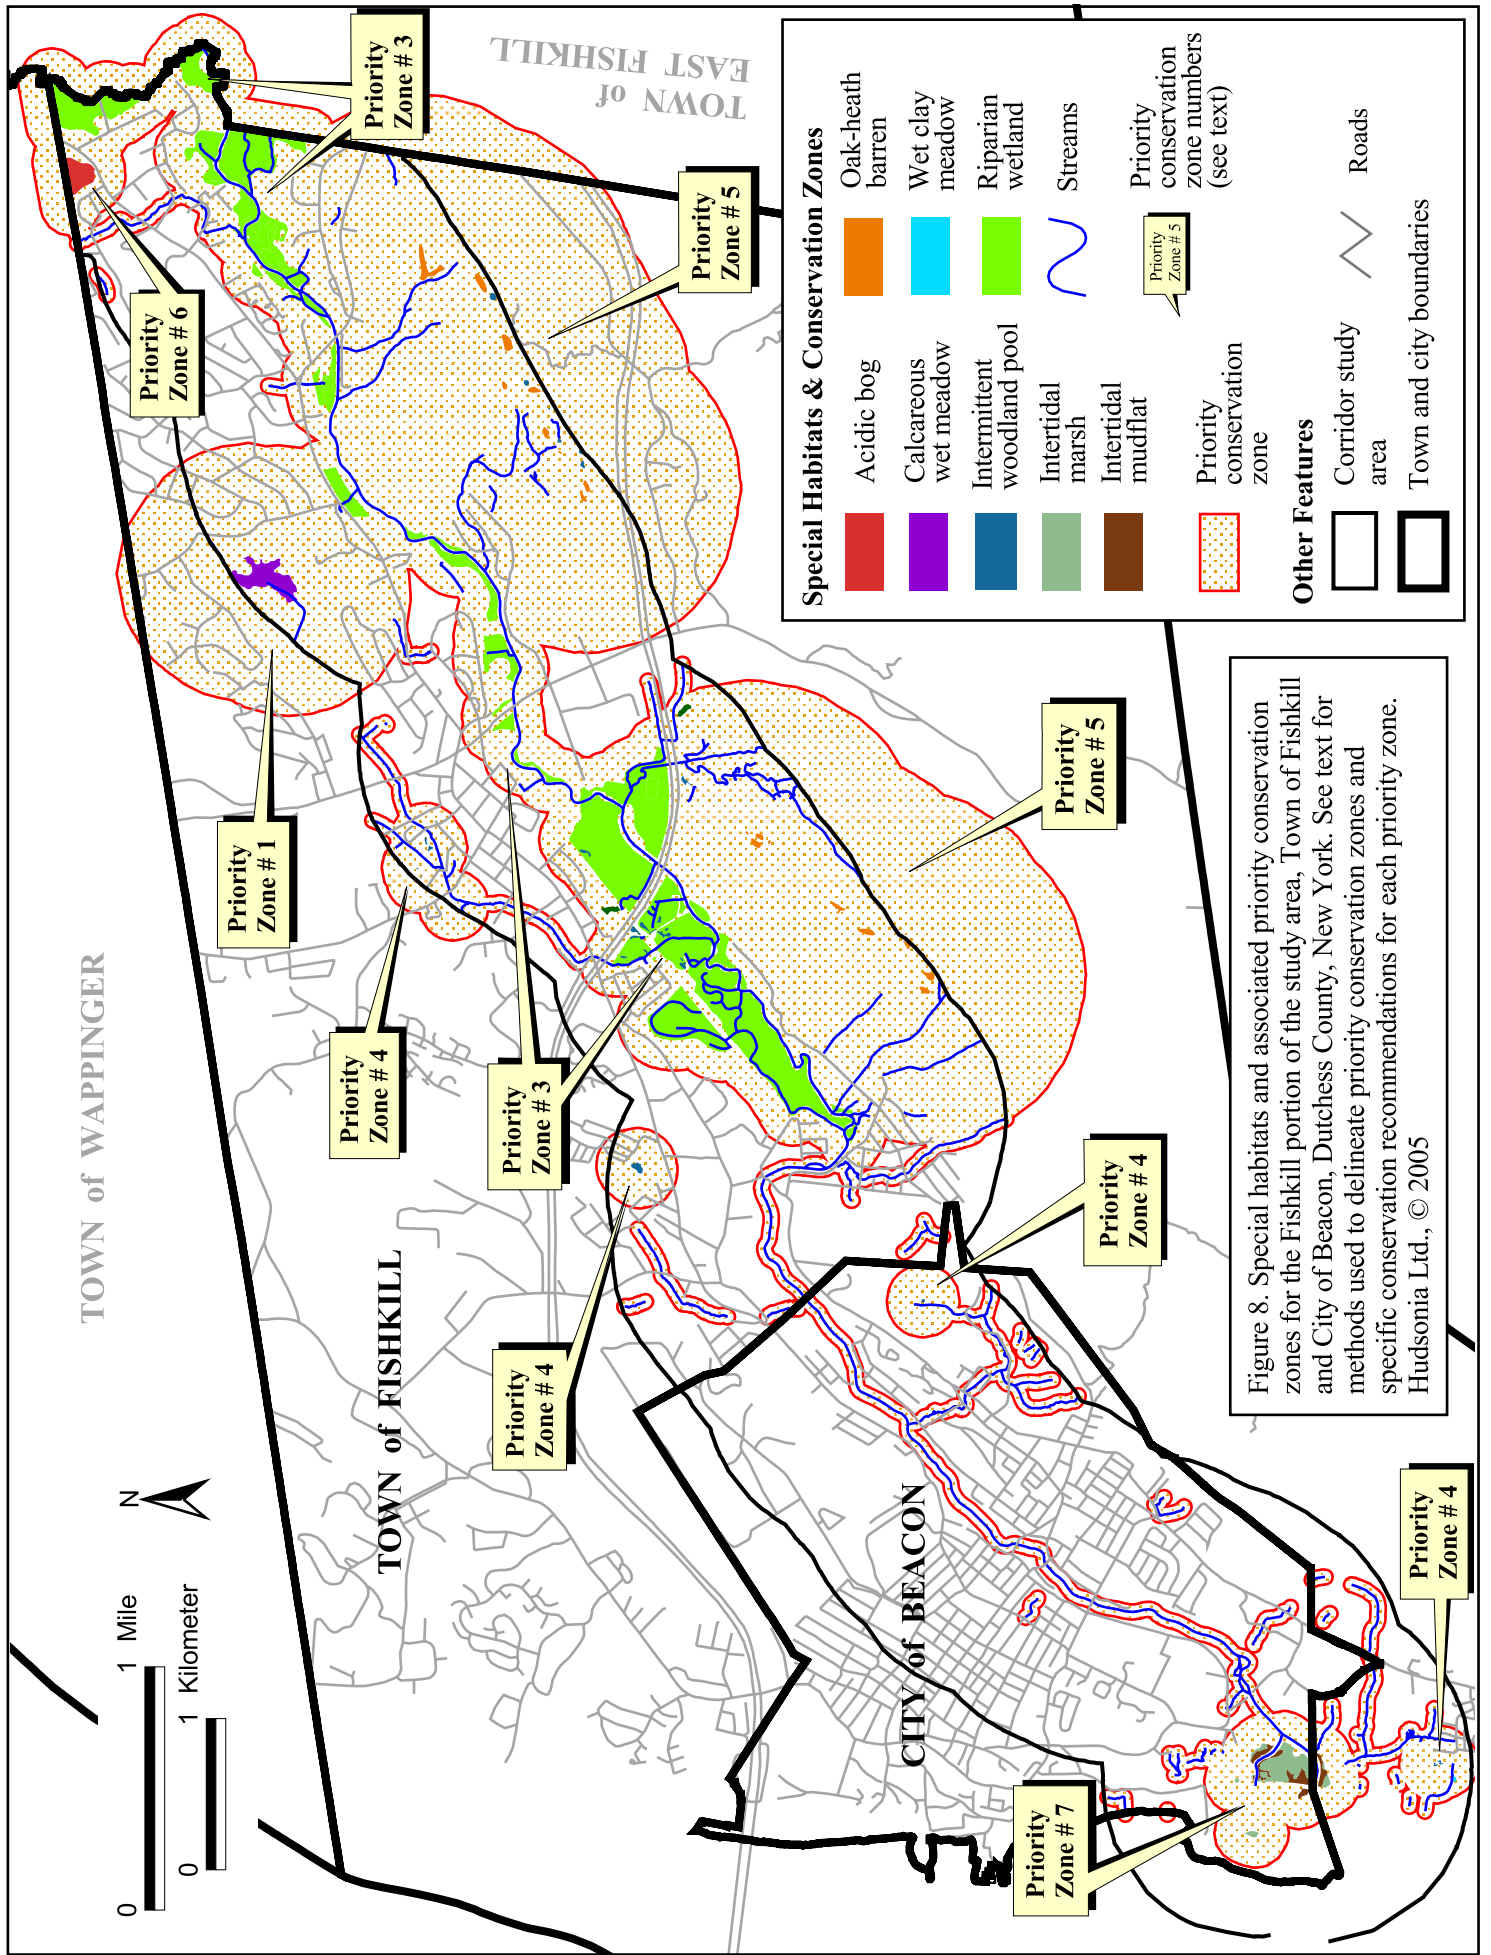 TOWN of WAPPINGER
TOWN of
EAST FISHKILL
TOWN of FISHKILL
CITY of BEACON
Priority
Zone # 3
Priority
Zone # 6
Priority
Zone # 5
Priority
Zone # 1
Priority
Zone # 4
Priority
Zone # 3
Priority
Zone # 5
Priority
Zone # 4
Priority
Zone # 4
Priority
Zone # 7
Priority
Zone # 4
N
0
1 Mile
0
1 Kilometer
Special Habitats & Conservation Zones
Acidic bog
Calcareous
wet meadow
Intermittent
woodland pool
Intertidal
marsh
Intertidal
mudflat
Priority
conservation
zone
Oak-heath
barren
Wet clay
meadow
Riparian
wetland
Streams
Priority
Zone # 5
Priority
conservation
zone numbers
(see text)
Other Features
Corridor study
area
Roads
Town and city boundaries
Figure 8. Special habitats and associated priority conservation
zones for the Fishkill portion of the study area, Town of Fishkill
and City of Beacon, Dutchess County, New York. See text for
methods used to delineate priority conservation zones and
specific conservation recommendations for each priority zone.
Hudsonia Ltd., © 2005